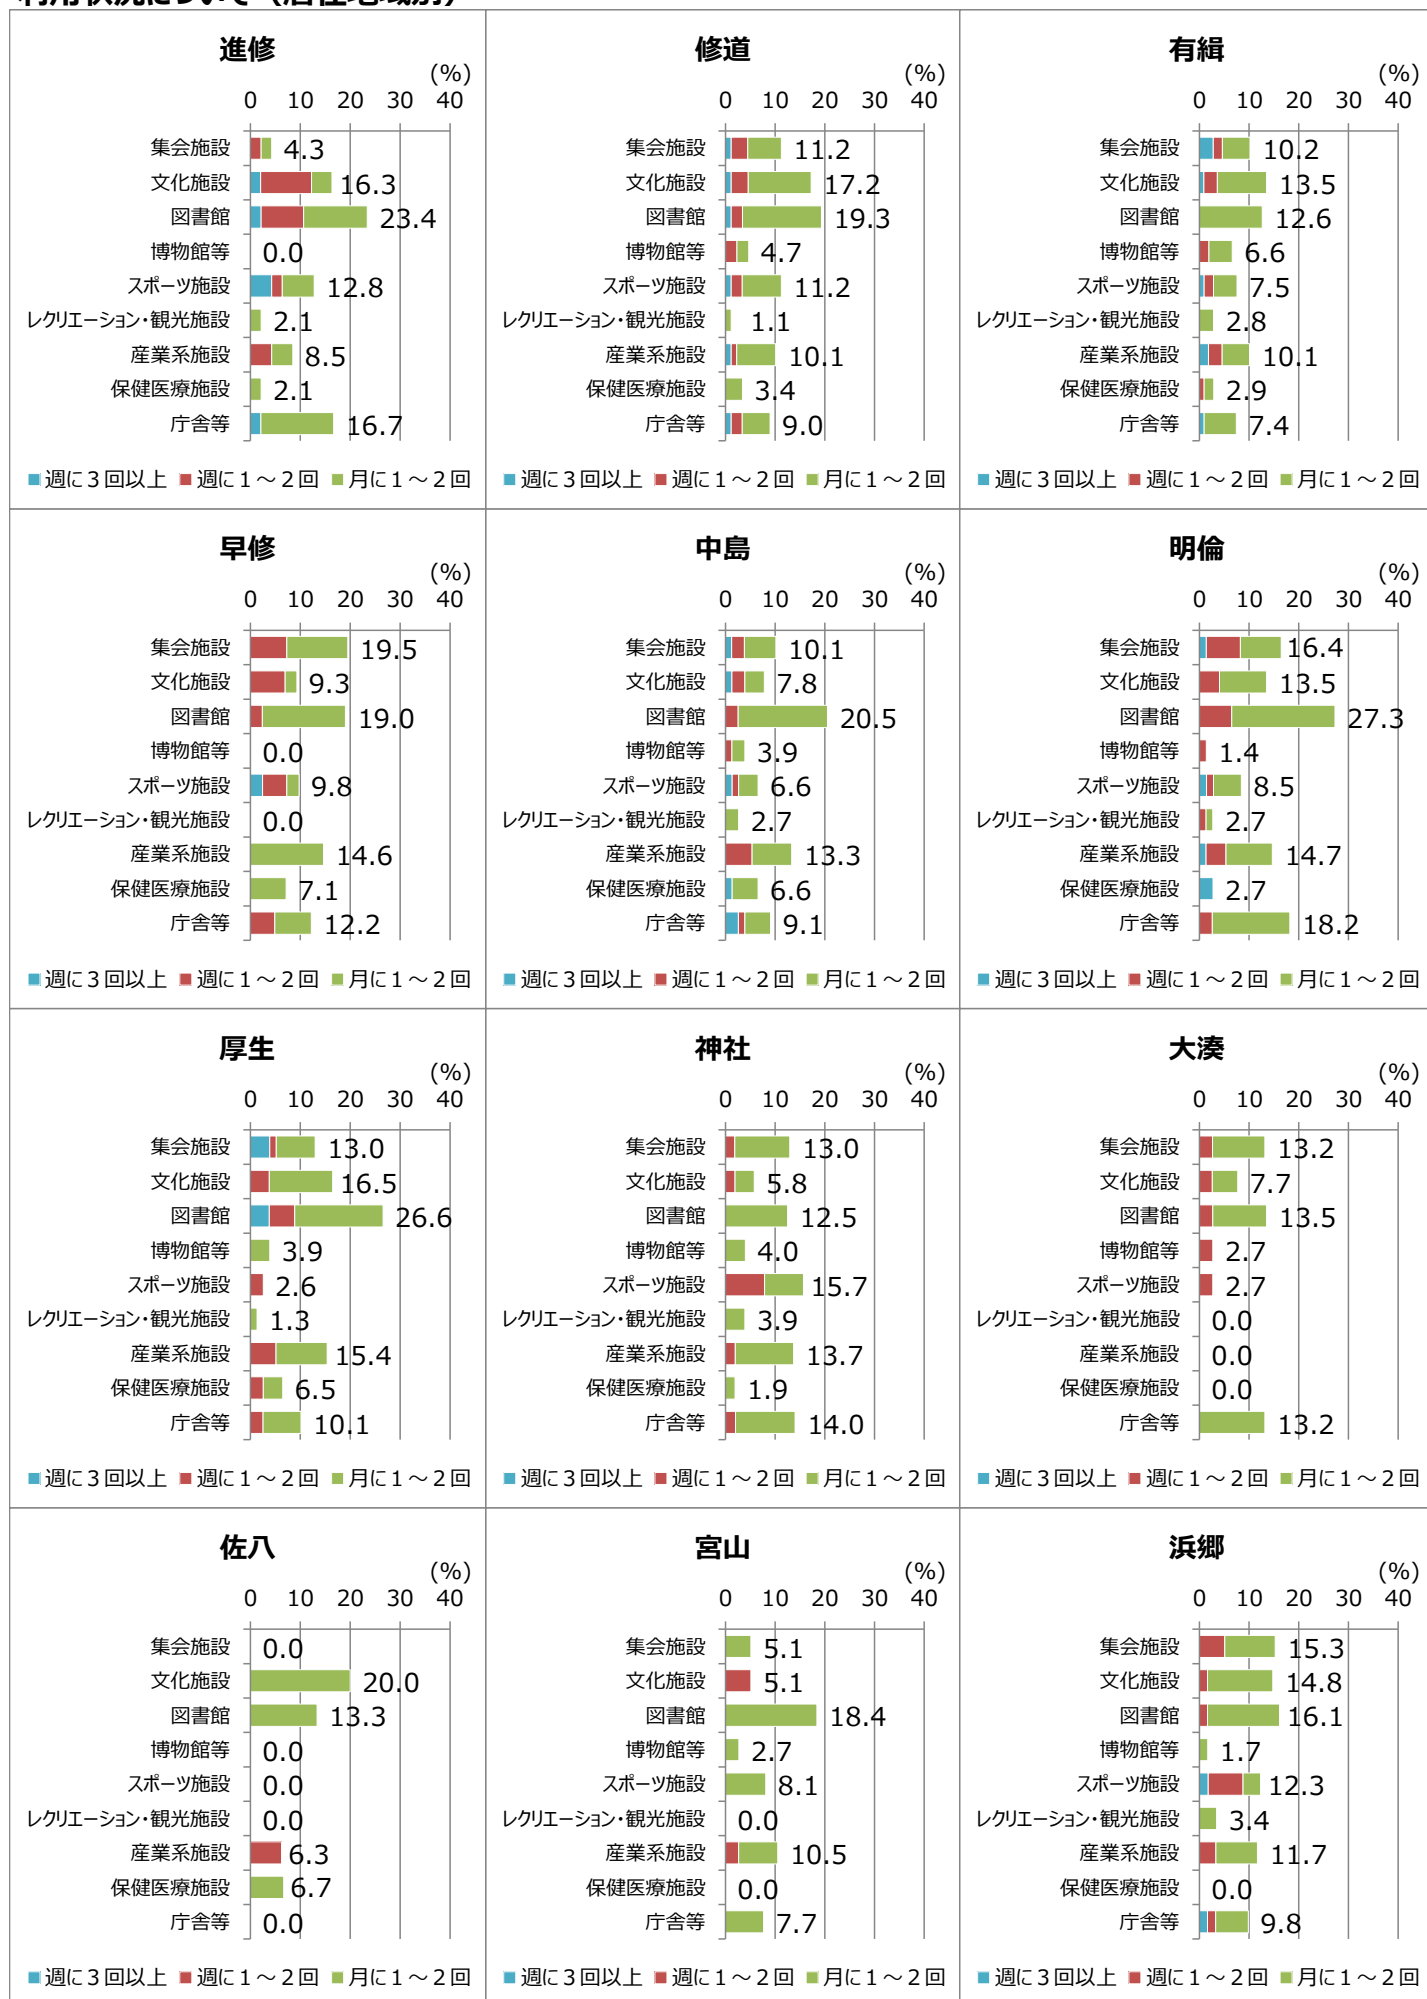 利用状況について（居住地域別）
進修
(%)
0 10 20 30 40
集会施設 4.3
文化施設 16.3
図書館 23.4
博物館等 0.0
スポーツ施設 12.8
レクリエーション・観光施設 2.1
産業系施設 8.5
保健医療施設 2.1
庁舎等 16.7
週に３回以上 週に１～２回 月に１～２回
修道
(%)
0 10 20 30 40
集会施設 11.2
文化施設 17.2
図書館 19.3
博物館等 4.7
スポーツ施設 11.2
レクリエーション・観光施設 1.1
産業系施設 10.1
保健医療施設 3.4
庁舎等 9.0
週に３回以上 週に１～２回 月に１～２回
有緝
(%)
0 10 20 30 40
集会施設 10.2
文化施設 13.5
図書館 12.6
博物館等 6.6
スポーツ施設 7.5
レクリエーション・観光施設 2.8
産業系施設 10.1
保健医療施設 2.9
庁舎等 7.4
週に３回以上 週に１～２回 月に１～２回
早修
(%)
0 10 20 30 40
集会施設 19.5
文化施設 9.3
図書館 19.0
博物館等 0.0
スポーツ施設 9.8
レクリエーション・観光施設 0.0
産業系施設 14.6
保健医療施設 7.1
庁舎等 12.2
週に３回以上 週に１～２回 月に１～２回
中島
(%)
0 10 20 30 40
集会施設 10.1
文化施設 7.8
図書館 20.5
博物館等 3.9
スポーツ施設 6.6
レクリエーション・観光施設 2.7
産業系施設 13.3
保健医療施設 6.6
庁舎等 9.1
週に３回以上 週に１～２回 月に１～２回
明倫
(%)
0 10 20 30 40
集会施設 16.4
文化施設 13.5
図書館 27.3
博物館等 1.4
スポーツ施設 8.5
レクリエーション・観光施設 2.7
産業系施設 14.7
保健医療施設 2.7
庁舎等 18.2
週に３回以上 週に１～２回 月に１～２回
厚生
(%)
0 10 20 30 40
集会施設 13.0
文化施設 16.5
図書館 26.6
博物館等 3.9
スポーツ施設 2.6
レクリエーション・観光施設 1.3
産業系施設 15.4
保健医療施設 6.5
庁舎等 10.1
週に３回以上 週に１～２回 月に１～２回
神社
(%)
0 10 20 30 40
集会施設 13.0
文化施設 5.8
図書館 12.5
博物館等 4.0
スポーツ施設 15.7
レクリエーション・観光施設 3.9
産業系施設 13.7
保健医療施設 1.9
庁舎等 14.0
週に３回以上 週に１～２回 月に１～２回
大湊
(%)
0 10 20 30 40
集会施設 13.2
文化施設 7.7
図書館 13.5
博物館等 2.7
スポーツ施設 2.7
レクリエーション・観光施設 0.0
産業系施設 0.0
保健医療施設 0.0
庁舎等 13.2
週に３回以上 週に１～２回 月に１～２回
佐八
(%)
0 10 20 30 40
集会施設 0.0
文化施設 20.0
図書館 13.3
博物館等 0.0
スポーツ施設 0.0
レクリエーション・観光施設 0.0
産業系施設 6.3
保健医療施設 6.7
庁舎等 0.0
週に３回以上 週に１～２回 月に１～２回
宮山
(%)
0 10 20 30 40
集会施設 5.1
文化施設 5.1
図書館 18.4
博物館等 2.7
スポーツ施設 8.1
レクリエーション・観光施設 0.0
産業系施設 10.5
保健医療施設 0.0
庁舎等 7.7
週に３回以上 週に１～２回 月に１～２回
浜郷
(%)
0 10 20 30 40
集会施設 15.3
文化施設 14.8
図書館 16.1
博物館等 1.7
スポーツ施設 12.3
レクリエーション・観光施設 3.4
産業系施設 11.7
保健医療施設 0.0
庁舎等 9.8
週に３回以上 週に１～２回 月に１～２回